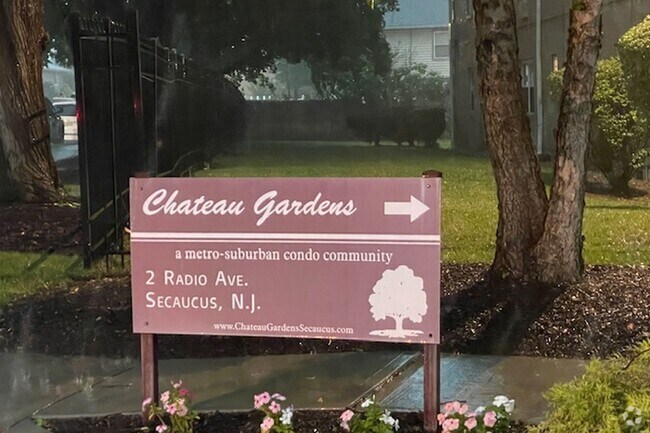 Chateau Gardens
a metro-suburban condo community
2 Radio Ave.
Secaucus, N.J.
www.ChateauGardensSecaucus.com